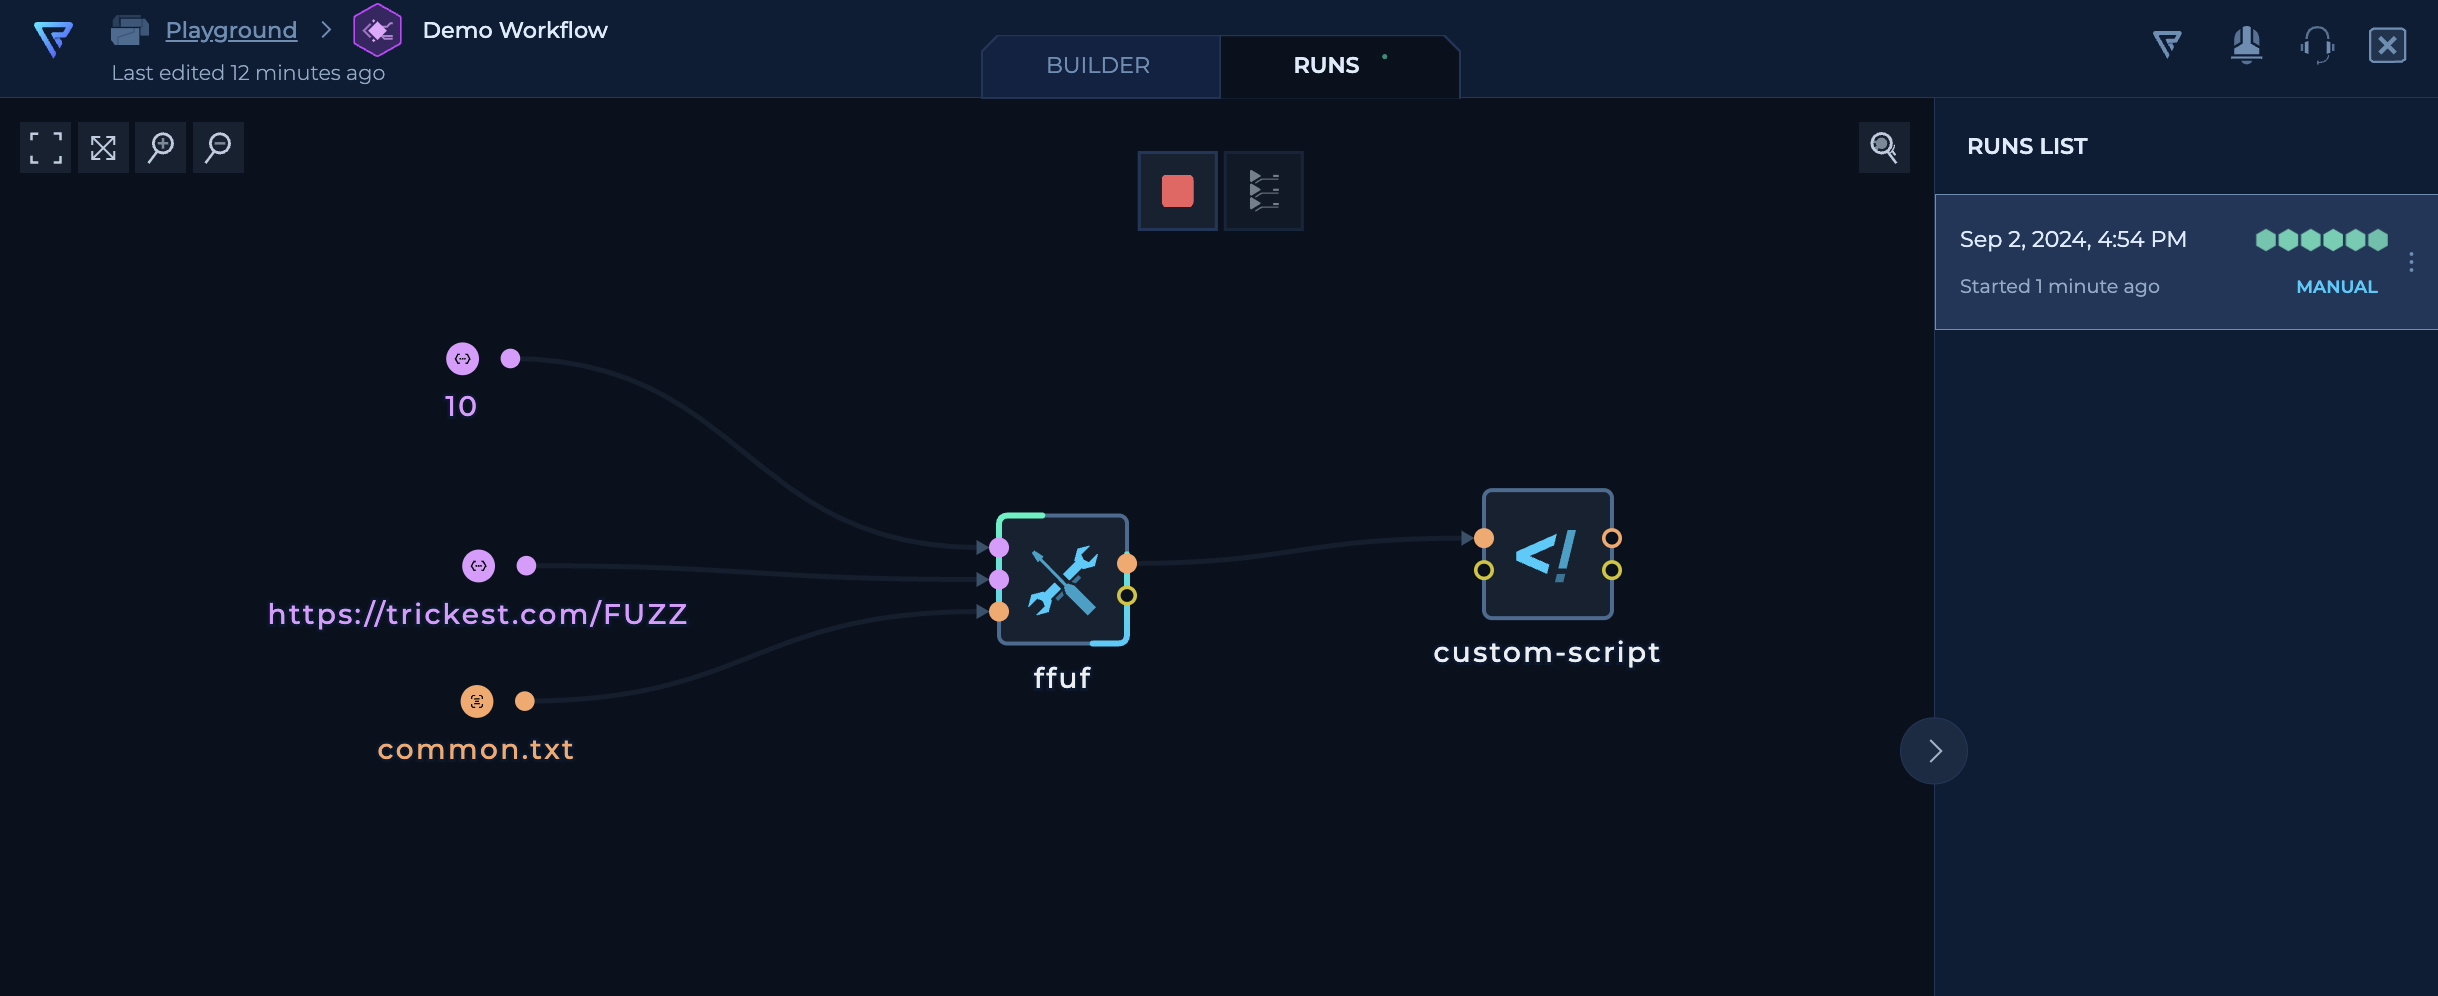 Playground
Demo Workflow
Last edited 12 minutes ago
BUILDER
RUNS
RUNS LIST
Sep 2, 2024, 4:54 PM
Started 1 minute ago
MANUAL
10
https://trickest.com/FUZZ
common.txt
ffuf
custom-script